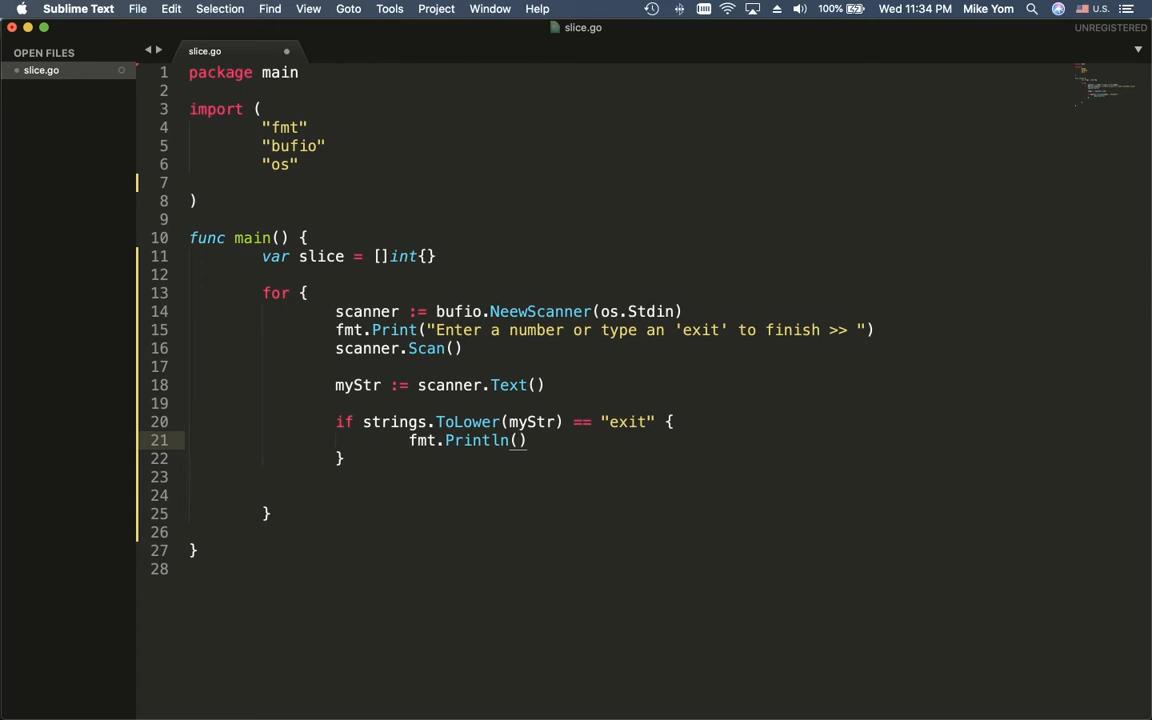 Sublime Text File Edit Selection Find View Goto Tools Project Window Help 100% Wed 11:34 PM Mike Yom U.S.
slice.go UNREGISTERED
OPEN FILES slice.go
slice.go
1 package main
2
3 import (
4 "fmt"
5 "bufio"
6 "os"
7
8 )
9
10 func main() {
11 var slice = []int{}
12
13 for {
14 scanner := bufio.NeewScanner(os.Stdin)
15 fmt.Print("Enter a number or type an 'exit' to finish >> ")
16 scanner.Scan()
17
18 myStr := scanner.Text()
19
20 if strings.ToLower(myStr) == "exit" {
21 fmt.Println()
22 }
23
24
25 }
26
27 }
28